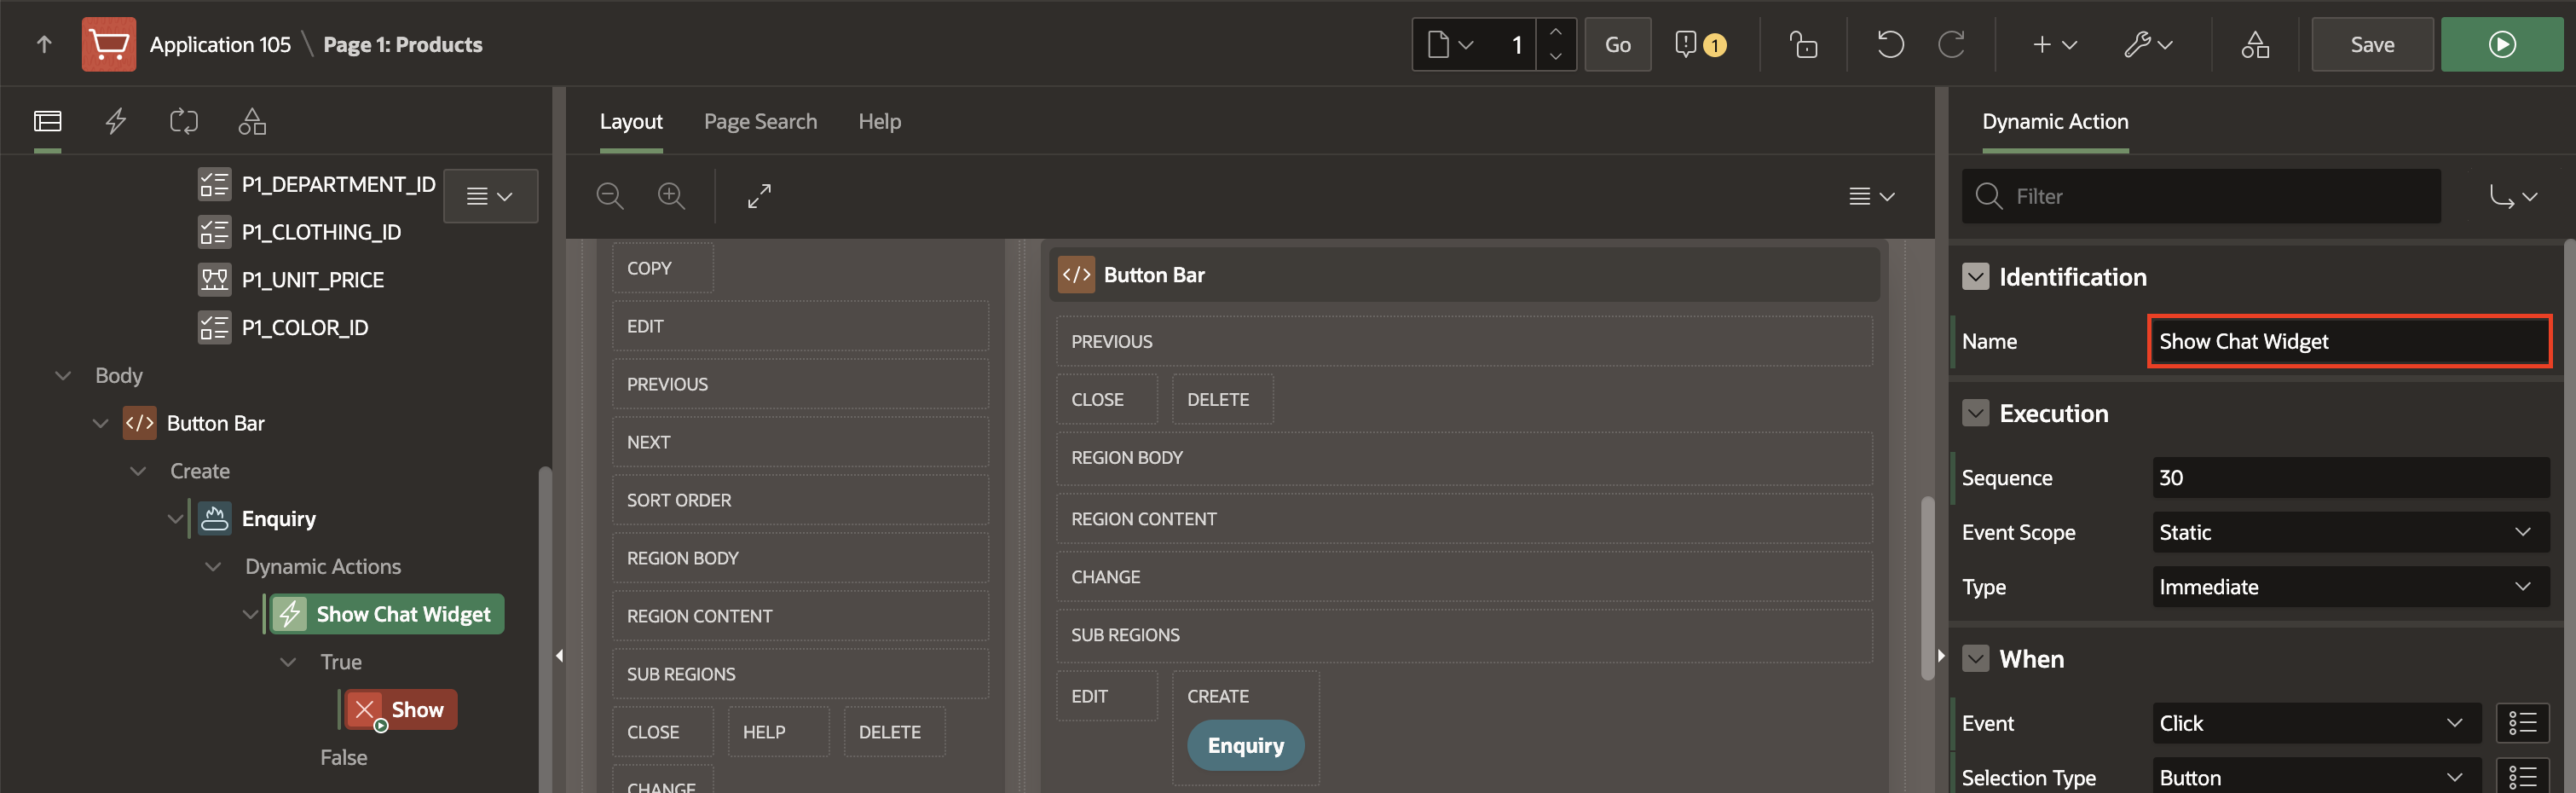 Application 105 \ Page 1: Products
1
Go
1
Save
Layout
Page Search
Help
Dynamic Action
P1_DEPARTMENT_ID
P1_CLOTHING_ID
P1_UNIT_PRICE
P1_COLOR_ID
Body
Button Bar
Create
Enquiry
Dynamic Actions
Show Chat Widget
True
Show
False
COPY
EDIT
PREVIOUS
NEXT
SORT ORDER
REGION BODY
REGION CONTENT
SUB REGIONS
CLOSE
HELP
DELETE
CHANGE
Button Bar
PREVIOUS
CLOSE
DELETE
REGION BODY
REGION CONTENT
CHANGE
SUB REGIONS
EDIT
CREATE
Enquiry
Filter
Identification
Name
Show Chat Widget
Execution
Sequence
30
Event Scope
Static
Type
Immediate
When
Event
Click
Selection Type
Button